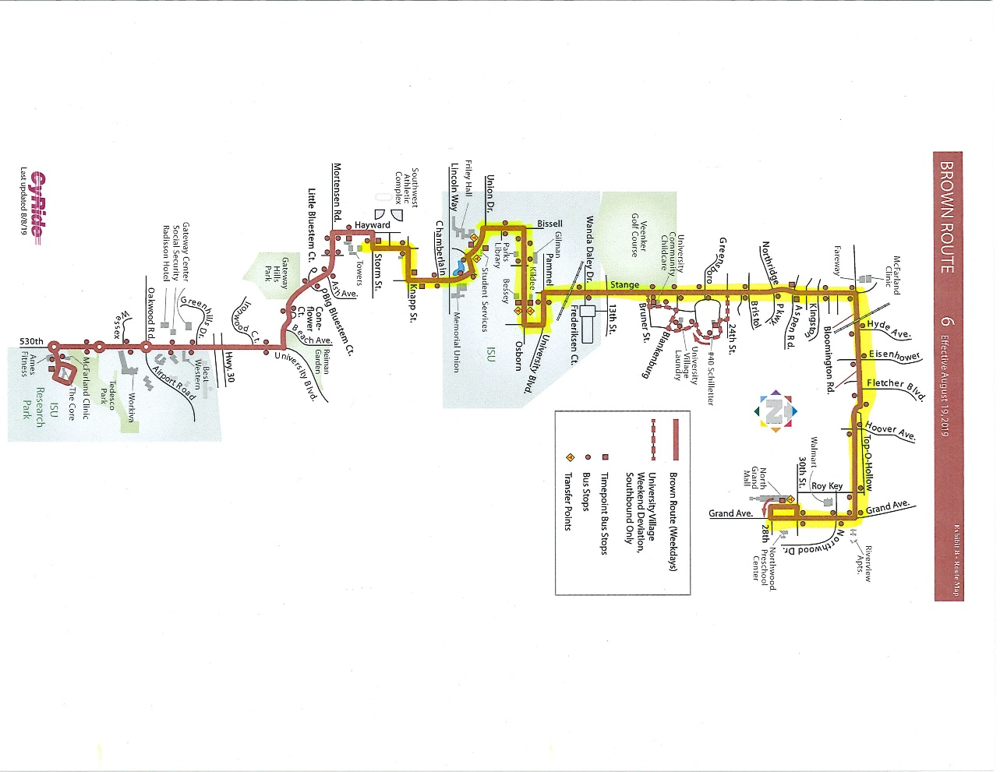 Exhibit B • Route Map
BROWN ROUTE 6 Effective August 19, 2019
McFarland
Clinic
Fareway
Hyde Ave.
Eisenhower
Fletcher Blvd.
Hoover Ave.
Top-O-Hollow
Grand Ave.
Riverview
Apts.
Bloomington Rd.
Kingston
Aspen Rd.
Northridge
Pkwy.
Bristol
Roy Key
Walmart
30th St.
Northwood Dr.
North
Grand
Mall
Grand Ave.
28th
Northwood
Preschool
Center
N
Greensboro
24th St.
#40 Schilletter
University
Village
Laundry
Blankenburg
Bruner St.
University
Community
Childcare
Veenker
Golf Course
Stange
13th St.
Wanda Daley Dr.
Frederiksen Ct.
Brown Route (Weekdays)
University Village
Weekend Deviation,
Southbound Only
Timepoint Bus Stops
Bus Stops
Transfer Points
Bissell
Gilman
Pammel
Kildee
University Blvd.
Osborn
Parks
Library
Bessey
Union Dr.
Student Services
ISU
Friley Hall
Lincoln Way
Memorial Union
Chamberlain
Knapp St.
Southwest
Athletic
Complex
Storm St.
Hayward
Towers
Mortensen Rd.
Little Bluestem Ct.
Ash Ave.
Big Bluestem Ct.
Cone-
flower
Ct.
Beach Ave.
Reiman
Garden
University Blvd.
Gateway
Hills
Park
Ironwood Ct.
Hwy. 30
Greenhills Dr.
Gateway Center
Social Security
Radisson Hotel
Best
Western
Oakwood Rd.
Airport Road
Wessex
Workiva
Tedesco
Park
McFarland Clinic
The Core
ISU
Research
Park
530th
Ames
Fitness
CyRide
Last updated 8/8/19